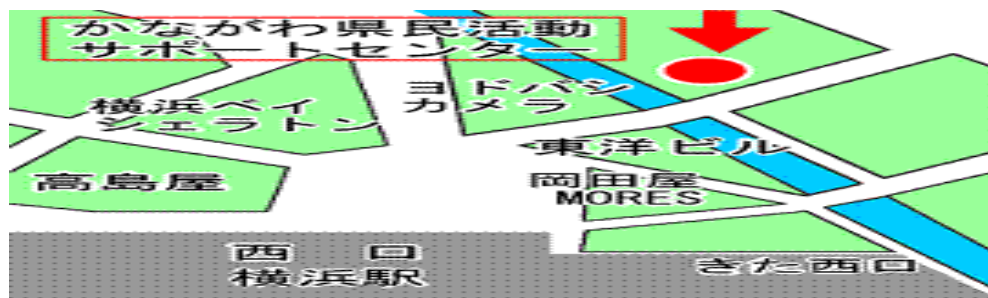 かながわ県民活動
サポートセンター
ヨドバシ
カメラ
横浜ベイ
シェラトン
東洋ビル
高島屋
岡田屋
MORES
西 口
横浜駅
きた西口